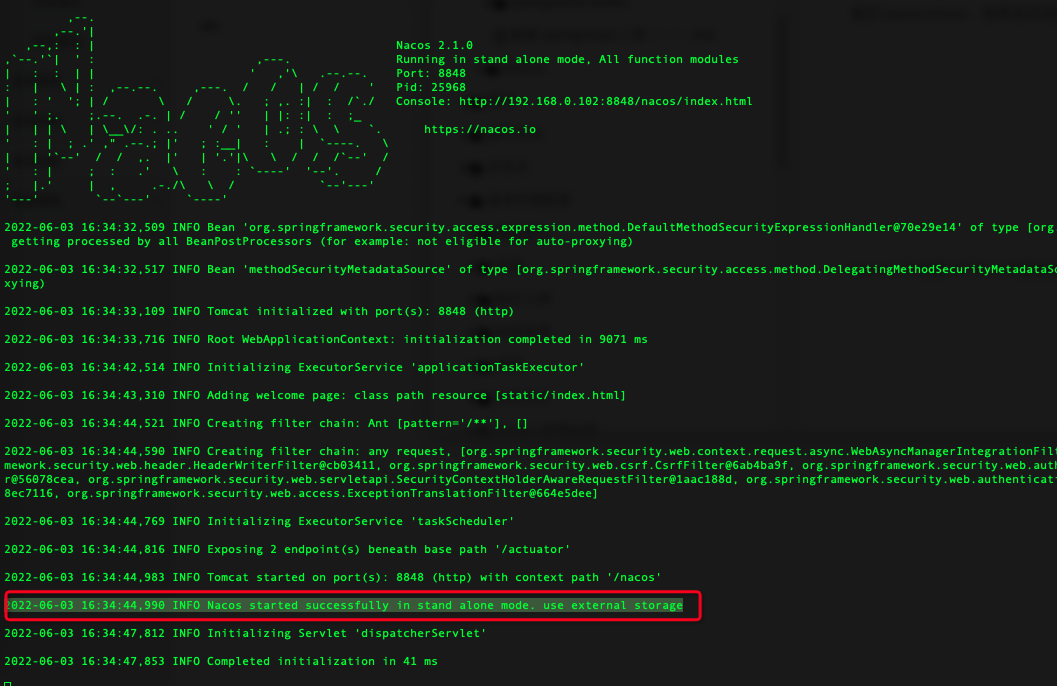 Nacos 2.1.0
Running in stand alone mode, All function modules
Port: 8848
Pid: 25968
Console: http://192.168.0.102:8848/nacos/index.html
https://nacos.io
2022-06-03 16:34:32,509 INFO Bean 'org.springframework.security.access.expression.method.DefaultMethodSecurityExpressionHandler@70e29e14' of type [org
getting processed by all BeanPostProcessors (for example: not eligible for auto-proxying)
2022-06-03 16:34:32,517 INFO Bean 'methodSecurityMetadataSource' of type [org.springframework.security.access.method.DelegatingMethodSecurityMetadataSo
xying)
2022-06-03 16:34:33,109 INFO Tomcat initialized with port(s): 8848 (http)
2022-06-03 16:34:33,716 INFO Root WebApplicationContext: initialization completed in 9071 ms
2022-06-03 16:34:42,514 INFO Initializing ExecutorService 'applicationTaskExecutor'
2022-06-03 16:34:43,310 INFO Adding welcome page: class path resource [static/index.html]
2022-06-03 16:34:44,521 INFO Creating filter chain: Ant [pattern='/**'], []
2022-06-03 16:34:44,590 INFO Creating filter chain: any request, [org.springframework.security.web.context.request.async.WebAsyncManagerIntegrationFil
mework.security.web.header.HeaderWriterFilter@cb03411, org.springframework.security.web.csrf.CsrfFilter@6ab4ba9f, org.springframework.security.web.aut
r@56078cea, org.springframework.security.web.servletapi.SecurityContextHolderAwareRequestFilter@1aac188d, org.springframework.security.web.authenticat
8ec7116, org.springframework.security.web.access.ExceptionTranslationFilter@664e5dee]
2022-06-03 16:34:44,769 INFO Initializing ExecutorService 'taskScheduler'
2022-06-03 16:34:44,816 INFO Exposing 2 endpoint(s) beneath base path '/actuator'
2022-06-03 16:34:44,983 INFO Tomcat started on port(s): 8848 (http) with context path '/nacos'
2022-06-03 16:34:44,990 INFO Nacos started successfully in stand alone mode. use external storage
2022-06-03 16:34:47,812 INFO Initializing Servlet 'dispatcherServlet'
2022-06-03 16:34:47,853 INFO Completed initialization in 41 ms